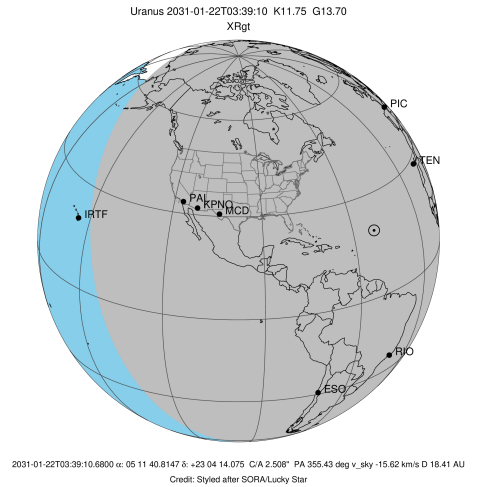 Uranus 2031-01-22T03:39:10 K11.75 G13.70
XRgt
PIC
TEN
PAL
KPNO
MCD
IRTF
RIO
ESO
2031-01-22T03:39:10.6800 α: 05 11 40.8147 δ: +23 04 14.075 C/A 2.508" PA 355.43 deg v_sky -15.62 km/s D 18.41 AU
Credit: Styled after SORA/Lucky Star